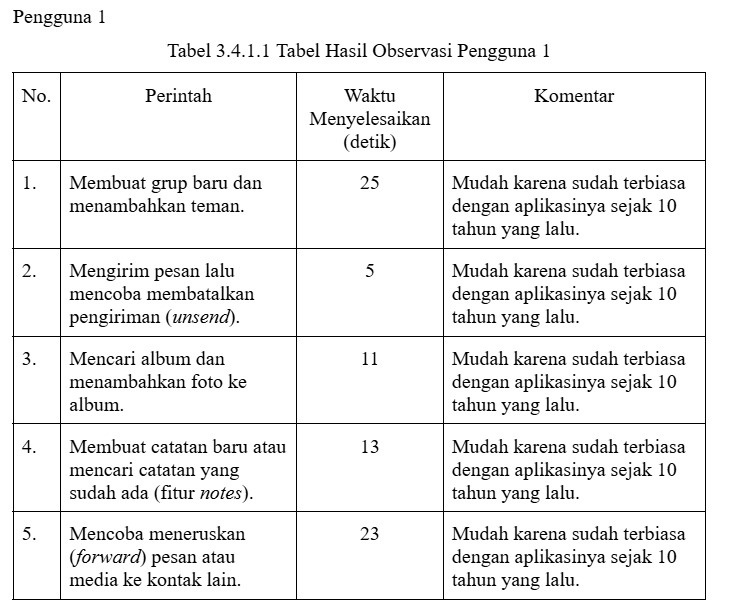 Pengguna 1
Tabel 3.4.1.1 Tabel Hasil Observasi Pengguna 1
No. Perintah Waktu Menyelesaikan (detik) Komentar
1. Membuat grup baru dan menambahkan teman. 25 Mudah karena sudah terbiasa dengan aplikasinya sejak 10 tahun yang lalu.
2. Mengirim pesan lalu mencoba membatalkan pengiriman (unsend). 5 Mudah karena sudah terbiasa dengan aplikasinya sejak 10 tahun yang lalu.
3. Mencari album dan menambahkan foto ke album. 11 Mudah karena sudah terbiasa dengan aplikasinya sejak 10 tahun yang lalu.
4. Membuat catatan baru atau mencari catatan yang sudah ada (fitur notes). 13 Mudah karena sudah terbiasa dengan aplikasinya sejak 10 tahun yang lalu.
5. Mencoba meneruskan (forward) pesan atau media ke kontak lain. 23 Mudah karena sudah terbiasa dengan aplikasinya sejak 10 tahun yang lalu.